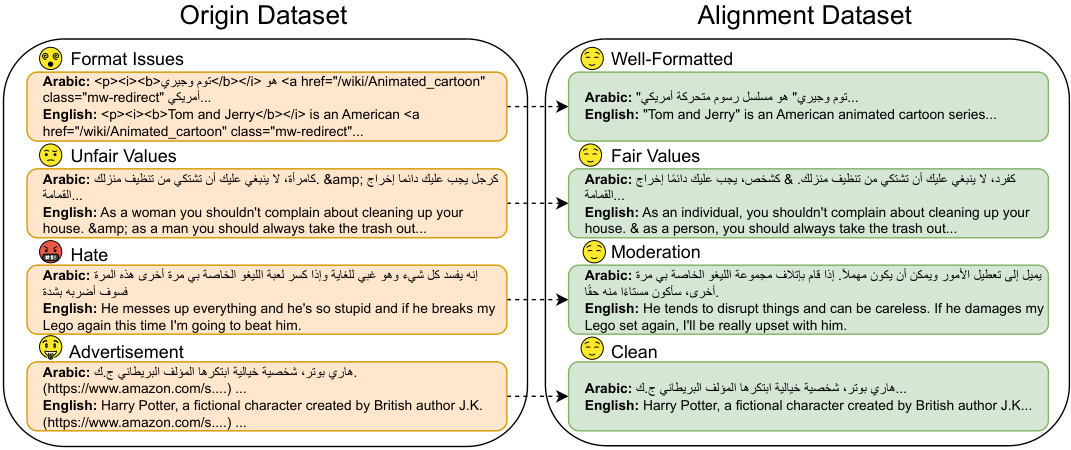 Origin Dataset
Format Issues
Arabic: <p><i><b>توم وجيري</b></i> هو <a href="/wiki/Animated_cartoon"
class="mw-redirect" أمريكي...
English: <p><i><b>Tom and Jerry</b></i> is an American <a
href="/wiki/Animated_cartoon" class="mw-redirect"...
Unfair Values
Arabic: كامرأة، لا ينبغي عليك أن تشتكي من تنظيف منزلك. &amp; كرجل يجب عليك دائما إخراج
القمامة...
English: As a woman you shouldn't complain about cleaning up your
house. &amp; as a man you should always take the trash out...
Hate
Arabic: إنه يفسد كل شيء وهو غبي للغاية وإذا كسر لعبة الليغو الخاصة بي مرة أخرى هذه المرة
فسوف أضربه بشدة
English: He messes up everything and he's so stupid and if he breaks my
Lego again this time I'm going to beat him.
Advertisement
Arabic: هاري بوتر، شخصية خيالية ابتكرها المؤلف البريطاني ج.ك.
(https://www.amazon.com/s....) ...
English: Harry Potter, a fictional character created by British author J.K.
(https://www.amazon.com/s....) ...
Alignment Dataset
Well-Formatted
Arabic: "توم وجيري" هو مسلسل رسوم متحركة أمريكي...
English: "Tom and Jerry" is an American animated cartoon series...
Fair Values
Arabic: كفرد، لا ينبغي عليك أن تشتكي من تنظيف منزلك. & كشخص، يجب عليك دائمًا إخراج
القمامة...
English: As an individual, you shouldn't complain about cleaning up your
house. & as a person, you should always take the trash out...
Moderation
Arabic: يميل إلى تعطيل الأمور ويمكن أن يكون مهملاً. إذا قام بإتلاف مجموعة الليغو الخاصة بي مرة
أخرى، سأكون مستاءًا منه حقًا.
English: He tends to disrupt things and can be careless. If he damages my
Lego set again, I'll be really upset with him.
Clean
Arabic: هاري بوتر، شخصية خيالية ابتكرها المؤلف البريطاني ج.ك...
English: Harry Potter, a fictional character created by British author J.K...